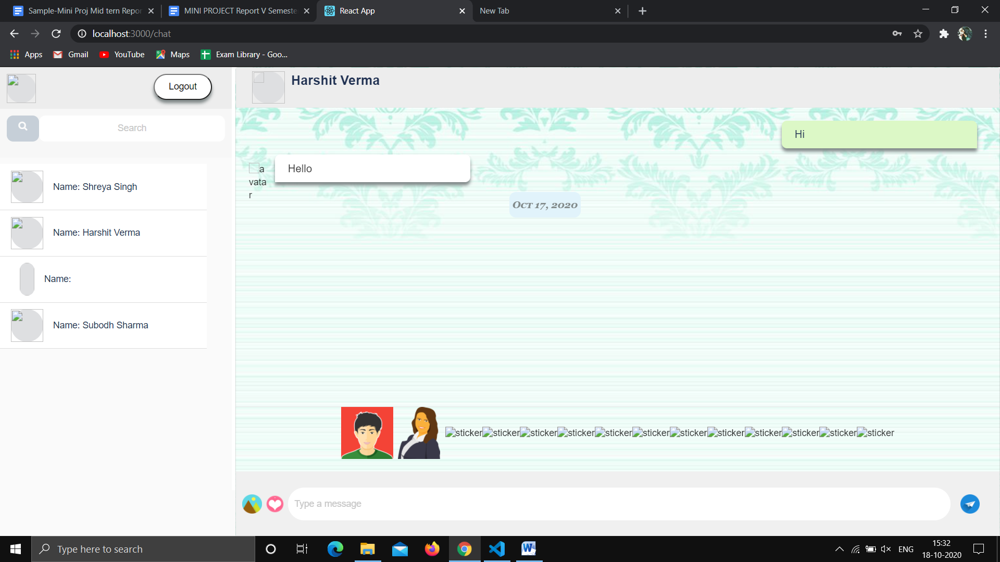 Sample-Mini Proj Mid tern Repor
MINI PROJECT Report V Semeste
React App
New Tab
localhost:3000/chat
Apps
Gmail
YouTube
Maps
Exam Library - Goo...
Logout
Harshit Verma
Search
Hi
Hello
a
vata
r
Name: Shreya Singh
Oct 17, 2020
Name: Harshit Verma
Name:
Name: Subodh Sharma
sticker sticker sticker sticker sticker sticker sticker sticker sticker sticker sticker sticker
Type a message
Type here to search
ENG
15:32
18-10-2020